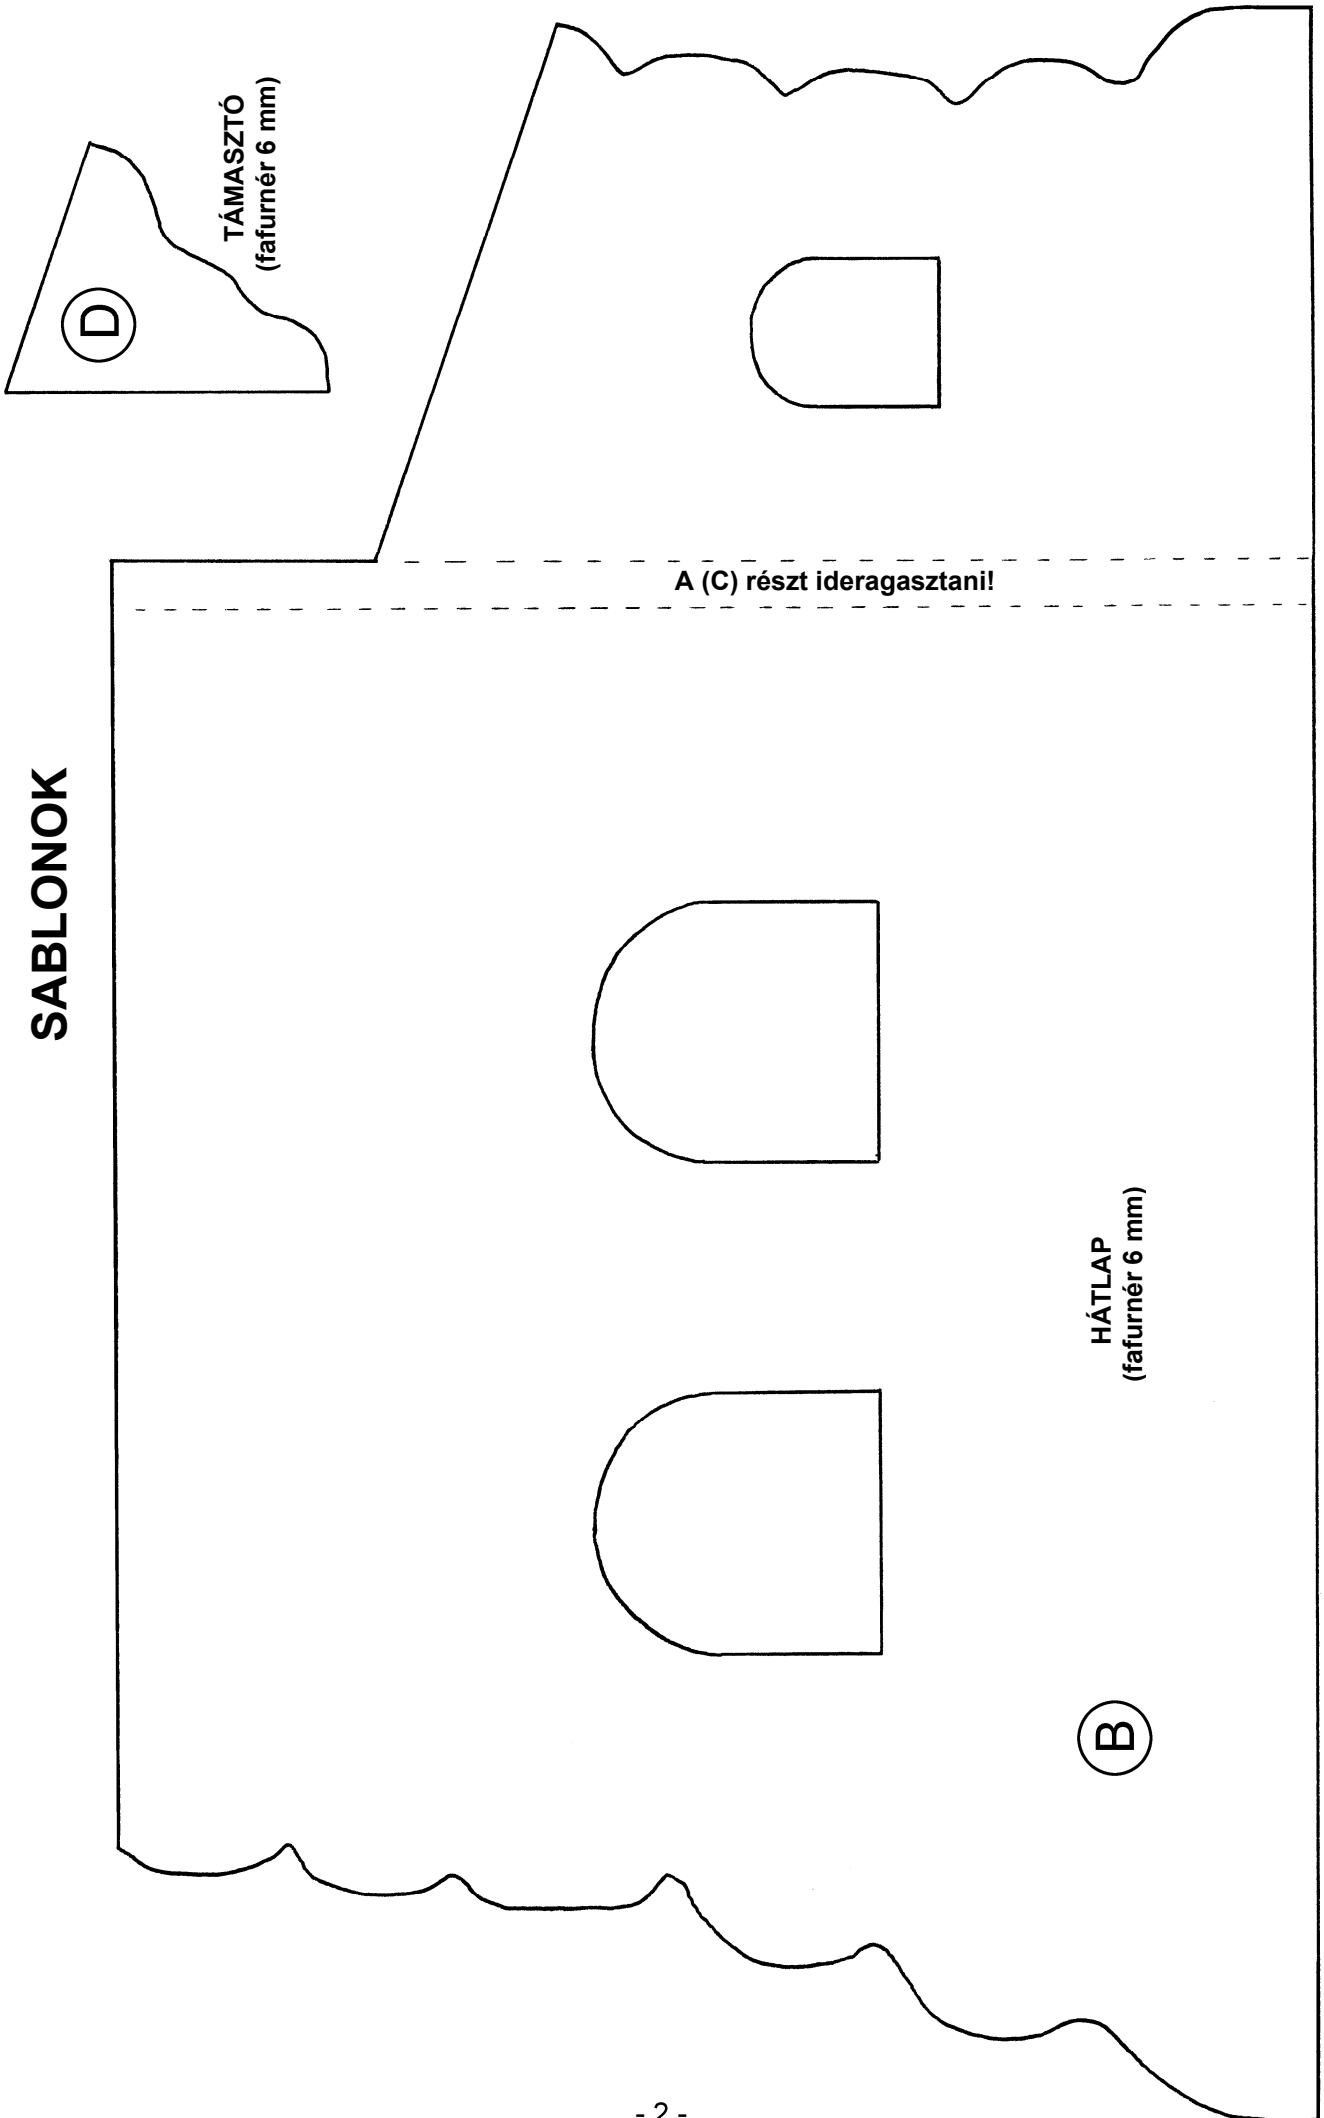 SABLONOK
TÁMASZTÓ
(fafurnér 6 mm)
D
A (C) részt ideragasztani!
HÁTLAP
(fafurnér 6 mm)
B
- 2 -